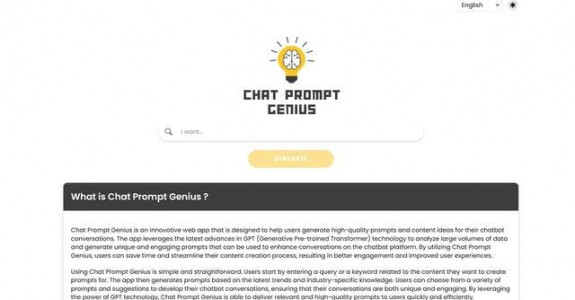 English
CHAT PROMPT
GENIUS
I want...
GENERATE
What is Chat Prompt Genius ?
Chat Prompt Genius is an innovative web app that is designed to help users generate high-quality prompts and content ideas for their chatbot
conversations. The app leverages the latest advances in GPT (Generative Pre-trained Transformer) technology to analyze large volumes of data
and generate unique and engaging prompts that can be used to enhance conversations on the chatbot platform. By utilizing Chat Prompt
Genius, users can save time and streamline their content creation process, resulting in better engagement and improved user experiences.
Using Chat Prompt Genius is simple and straightforward. Users start by entering a query or a keyword related to the content they want to create
prompts for. The app then generates prompts based on the latest trends and industry-specific knowledge. Users can choose from a variety of
prompts and suggestions to develop their chatbot conversations, ensuring that their conversations are both unique and engaging. By leveraging
the power of GPT technology, Chat Prompt Genius is able to deliver relevant and high-quality prompts to users quickly and efficiently.